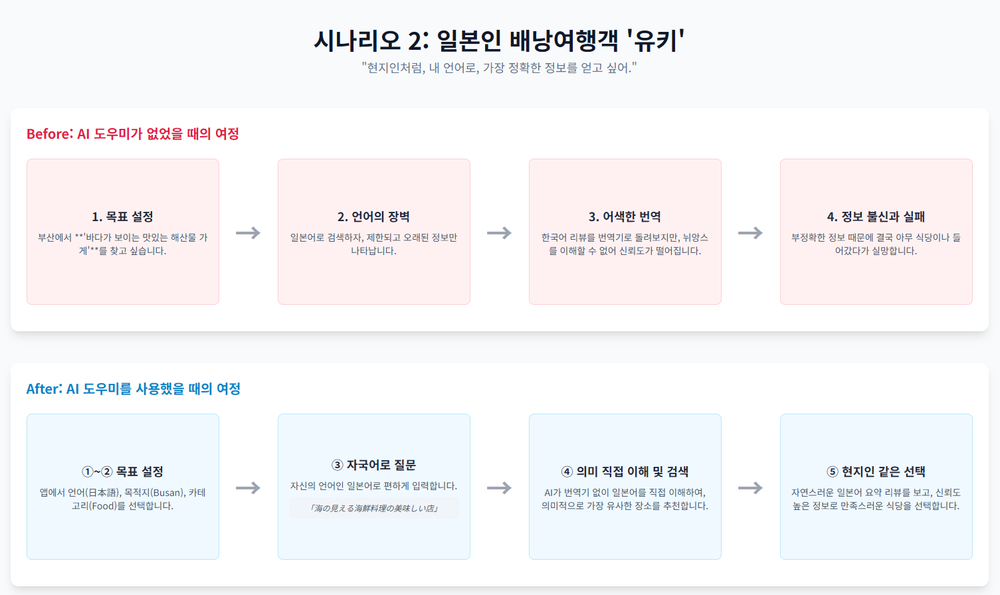 시나리오 2: 일본인 배낭여행객 '유키'
"현지인처럼, 내 언어로, 가장 정확한 정보를 얻고 싶어."
Before: AI 도우미가 없었을 때의 여정
1. 목표 설정
부산에서 **'바다가 보이는 맛있는 해산물 가
게'**를 찾고 싶습니다.
→
2. 언어의 장벽
일본어로 검색하자, 제한되고 오래된 정보만
나타납니다.
→
3. 어색한 번역
한국어 리뷰를 번역기로 돌려보지만, 뉘앙스
를 이해할 수 없어 신뢰도가 떨어집니다.
→
4. 정보 불신과 실패
부정확한 정보 때문에 결국 아무 식당이나 들
어갔다가 실망합니다.
After: AI 도우미를 사용했을 때의 여정
①~② 목표 설정
앱에서 언어(日本語), 목적지(Busan), 카테
고리(Food)를 선택합니다.
→
③ 자국어로 질문
자신의 언어인 일본어로 편하게 입력합니다.
「海の見える海鮮料理の美味しい店」
→
④ 의미 직접 이해 및 검색
AI가 번역기 없이 일본어를 직접 이해하여,
의미적으로 가장 유사한 장소를 추천합니다.
→
⑤ 현지인 같은 선택
자연스러운 일본어 요약 리뷰를 보고, 신뢰도
높은 정보로 만족스러운 식당을 선택합니다.